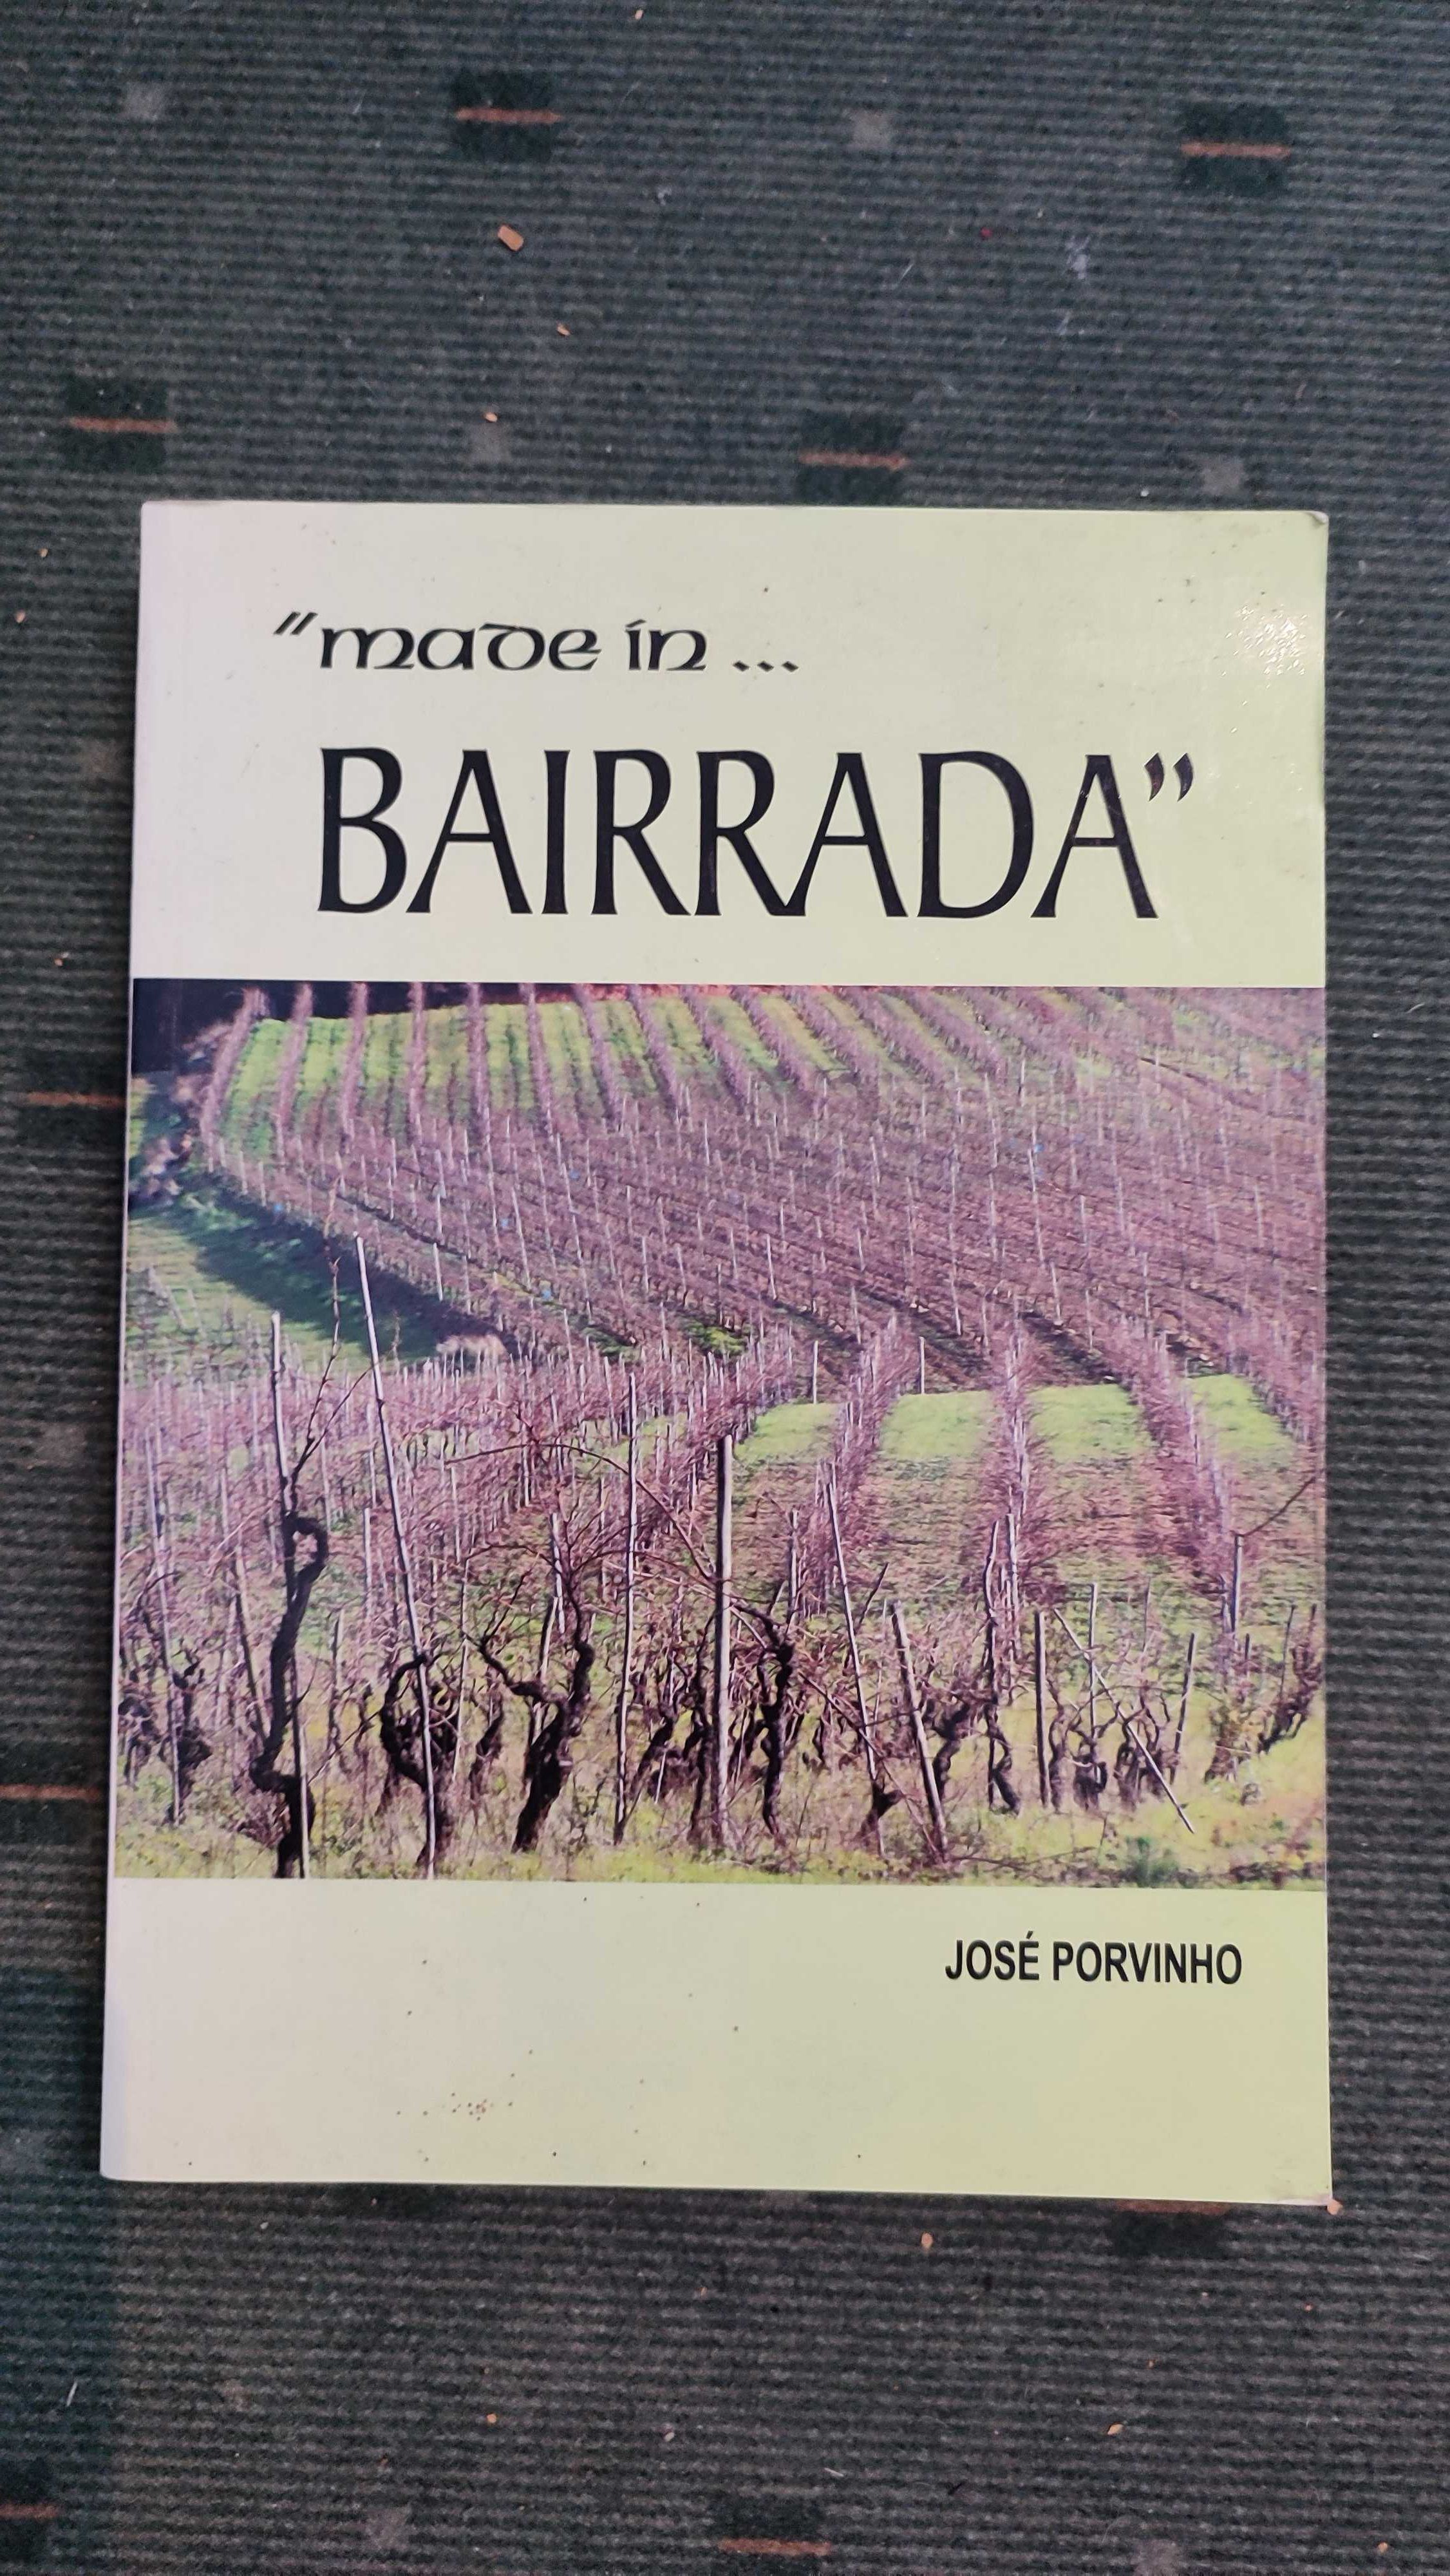 "made in ...
BAIRRADA”
JOSÉ PORVINHO